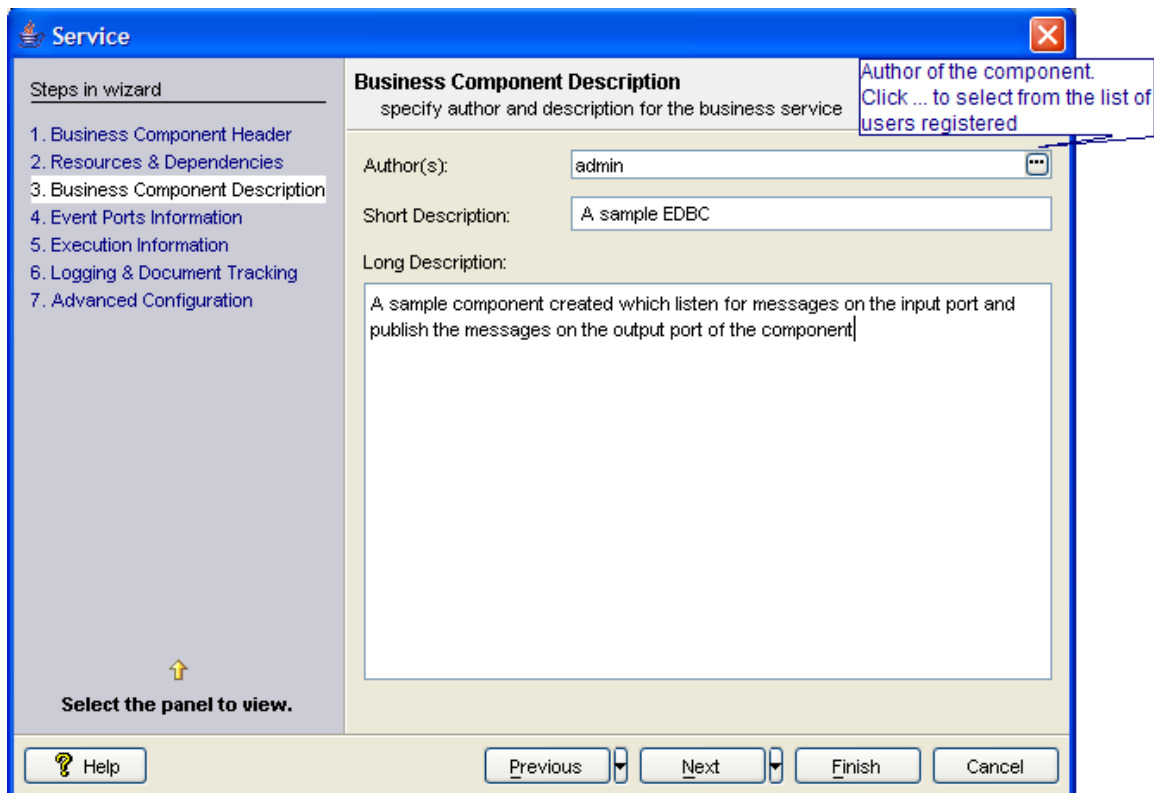 Service
Steps in wizard
1. Business Component Header
2. Resources & Dependencies
3. Business Component Description
4. Event Ports Information
5. Execution Information
6. Logging & Document Tracking
7. Advanced Configuration
Select the panel to view.
Business Component Description
specify author and description for the business service
Author of the component.
Click ... to select from the list of
users registered
Author(s):
admin
...
Short Description:
A sample EDBC
Long Description:
A sample component created which listen for messages on the input port and
publish the messages on the output port of the component
? Help
Previous
Next
Finish
Cancel